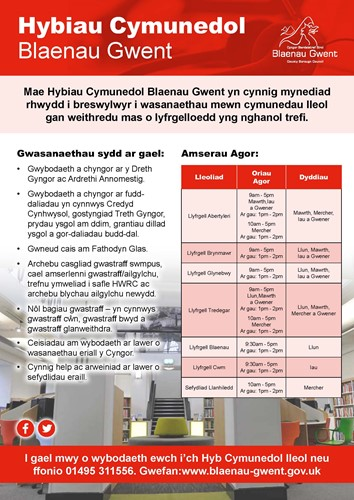 Hybiau Cymunedol
Blaenau Gwent
Cyngor Bwrdeisdref Sirol
Blaenau Gwent
County Borough Council
Mae Hybiau Cymunedol Blaenau Gwent yn cynnig mynediad
rhwydd i breswylwyr i wasanaethau mewn cymunedau lleol
gan weithredu mas o lyfrgelloedd yng nghanol trefi.
Gwasanaethau sydd ar gael:
• Gwybodaeth a chyngor ar y Dreth
Gyngor ac Ardrethi Annomestig.
• Gwybodaeth a chyngor ar fudd-
daliadau yn cynnwys Credyd
Cynhwysol, gostyngiad Treth Gyngor,
prydau ysgol am ddim, grantiau dillad
ysgol a gor-daliadau budd-dal.
• Gwneud cais am Fathodyn Glas.
• Archebu casgliad gwastraff swmpus,
cael amserlenni gwastraff/ailgylchu,
trefnu ymweliad i safle HWRC ac
archebu blychau ailgylchu newydd.
• Nôl bagiau gwastraff – yn cynnwys
gwastraff cŵn, gwastraff bwyd a
gwastraff glanweithdra.
• Ceisiadau am wybodaeth ar lawer o
wasanaethau eriall y Cyngor.
• Cynnig help ac arweiniad ar lawer o
sefydliad eraill.
Amserau Agor:
Lleoliad Oriau Agor Dyddiau
Llyfrgell Abertyleri
9am - 5pm
Mawrth,Iau
a Gwener
Ar gau: 1pm - 2pm
10am - 5pm
Mercher
Ar gau: 1pm - 2pm
Mawrth, Mercher,
Iau a Gwener
Llyfrgell Brynmawr
9am - 5pm
Ar gau: 1pm - 2pm
Llun, Mawrth,
Iau a Gwener
Llyfrgell Glynebwy
9am - 5pm
Ar gau: 1pm - 2pm
Llun, Mawrth,
Iau a Gwener
Llyfrgell Tredegar
9am - 5pm
Llun,Mawrth
a Gwener
Ar gau: 1pm - 2pm
10am - 5pm
Mercher
Ar gau: 1pm - 2pm
Llun, Mawrth,
Mercher a Gwener
Llyfrgell Blaenau
9:30am - 5pm
Ar gau: 1pm - 2pm
Llun
Llyfrgell Cwm
9:30am - 5pm
Ar gau: 1pm - 2pm
Iau
Sefydliad Llanhiledd
10am - 5pm
Ar gau: 1pm - 2pm
Mercher
I gael mwy o wybodaeth ewch i'ch Hyb Cymunedol lleol neu
ffonio 01495 311556. Gwefan:www.blaenau-gwent.gov.uk